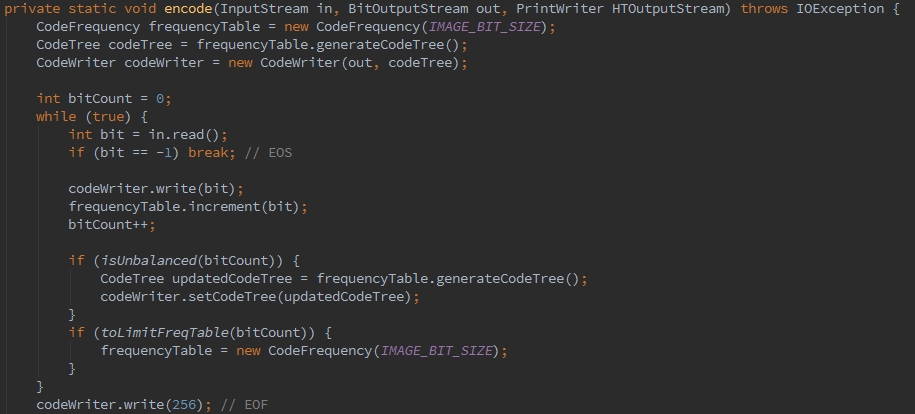 private static void encode(InputStream in, BitOutputStream out, PrintWriter HTOutputStream) throws IOException {
    CodeFrequency frequencyTable = new CodeFrequency(IMAGE_BIT_SIZE);
    CodeTree codeTree = frequencyTable.generateCodeTree();
    CodeWriter codeWriter = new CodeWriter(out, codeTree);

    int bitCount = 0;
    while (true) {
        int bit = in.read();
        if (bit == -1) break; // EOS

        codeWriter.write(bit);
        frequencyTable.increment(bit);
        bitCount++;

        if (isUnbalanced(bitCount)) {
            CodeTree updatedCodeTree = frequencyTable.generateCodeTree();
            codeWriter.setCodeTree(updatedCodeTree);
        }
        if (toLimitFreqTable(bitCount)) {
            frequencyTable = new CodeFrequency(IMAGE_BIT_SIZE);
        }
    }
    codeWriter.write(256); // EOF